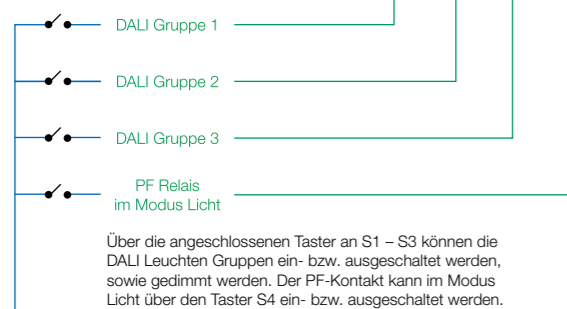 DALI Gruppe 1
DALI Gruppe 2
DALI Gruppe 3
PF Relais
im Modus Licht
Über die angeschlossenen Taster an S1 – S3 können die
DALI Leuchten Gruppen ein- bzw. ausgeschaltet werden,
sowie gedimmt werden. Der PF-Kontakt kann im Modus
Licht über den Taster S4 ein- bzw. ausgeschaltet werden.